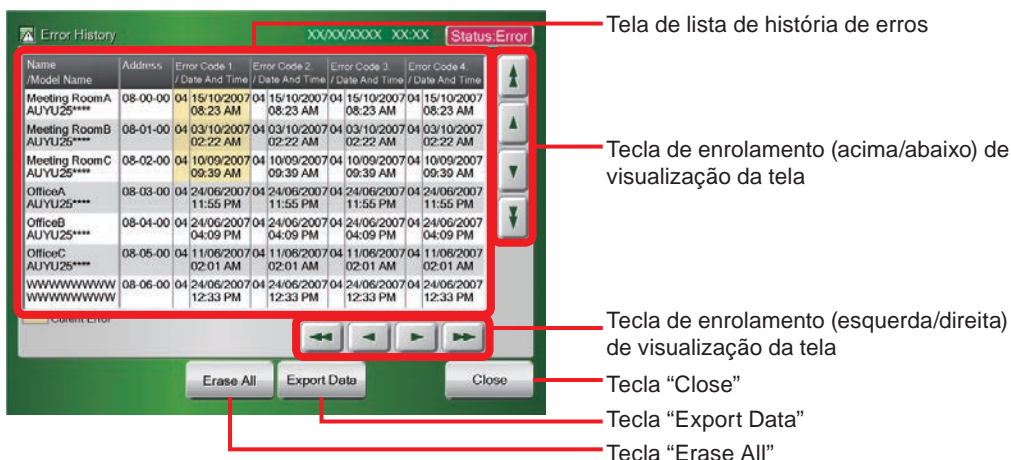 Error History XX/XX/XXXX XX:XX Status:Error
Name /Model Name Address Error Code 1. / Date And Time Error Code 2. / Date And Time Error Code 3. / Date And Time Error Code 4. / Date And Time
Meeting RoomA 08-00-00 04 15/10/2007 04 15/10/2007 04 15/10/2007 04 15/10/2007
AUYU25**** 08:23 AM 08:23 AM 08:23 AM 08:23 AM
Meeting RoomB 08-01-00 04 03/10/2007 04 03/10/2007 04 03/10/2007 04 03/10/2007
AUYU25**** 02:22 AM 02:22 AM 02:22 AM 02:22 AM
Meeting RoomC 08-02-00 04 10/09/2007 04 10/09/2007 04 10/09/2007 04 10/09/2007
AUYU25**** 09:39 AM 09:39 AM 09:39 AM 09:39 AM
OfficeA 08-03-00 04 24/06/2007 04 24/06/2007 04 24/06/2007 04 24/06/2007
AUYU25**** 11:55 PM 11:55 PM 11:55 PM 11:55 PM
OfficeB 08-04-00 04 24/06/2007 04 24/06/2007 04 24/06/2007 04 24/06/2007
AUYU25**** 04:09 PM 04:09 PM 04:09 PM 04:09 PM
OfficeC 08-05-00 04 11/06/2007 04 11/06/2007 04 11/06/2007 04 11/06/2007
AUYU25**** 02:01 AM 02:01 AM 02:01 AM 02:01 AM
WWWWWWWW 08-06-00 04 24/06/2007 04 24/06/2007 04 24/06/2007 04 24/06/2007
WWWWWWWW 12:33 PM 12:33 PM 12:33 PM 12:33 PM
Curent Error
Erase All Export Data Close
Tela de lista de história de erros
Tecla de enrolamento (acima/abaixo) de
visualização da tela
Tecla de enrolamento (esquerda/direita)
de visualização da tela
Tecla “Close”
Tecla “Export Data”
Tecla “Erase All”